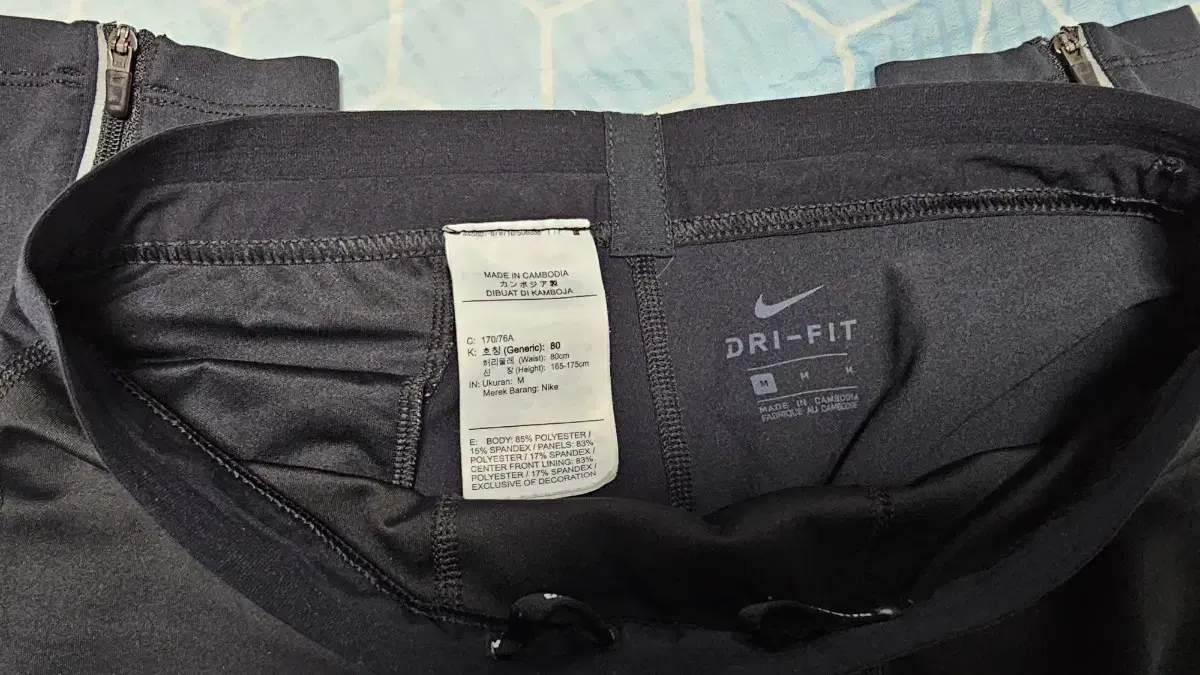 MADE IN CAMBODIA
カンボジア製
DIBUAT DI KAMBOJA
C: 170/76A
K: 호칭 (Generic): 80
허리둘레 (Waist): 80cm
신 장 (Height): 165-175cm
IN: Ukuran: M
Merek Barang: Nike
E: BODY: 85% POLYESTER /
15% SPANDEX / PANELS: 83%
POLYESTER / 17% SPANDEX /
CENTER FRONT LINING: 83%
POLYESTER / 17% SPANDEX /
EXCLUSIVE OF DECORATION
DRI-FIT
M M M
MADE IN CAMBODIA
FABRIQUE AU CAMBODGE